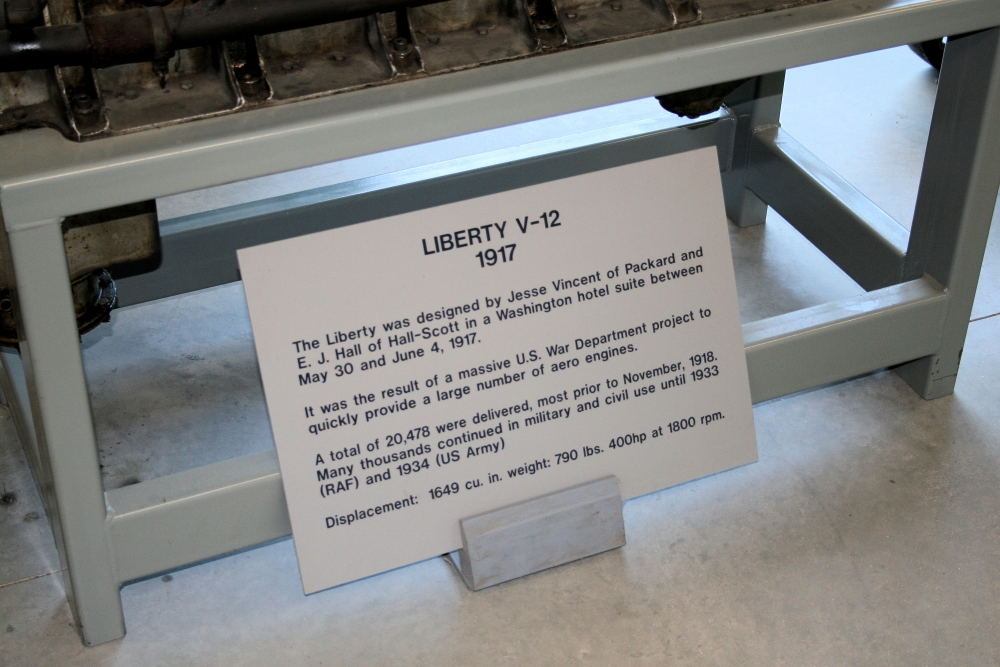 LIBERTY V-12
1917
The Liberty was designed by Jesse Vincent of Packard and
E. J. Hall of Hall-Scott in a Washington hotel suite between
May 30 and June 4, 1917.
It was the result of a massive U.S. War Department project to
quickly provide a large number of aero engines.
A total of 20,478 were delivered, most prior to November, 1918.
Many thousands continued in military and civil use until 1933
(RAF) and 1934 (US Army)
Displacement: 1649 cu. in. weight: 790 lbs. 400hp at 1800 rpm.